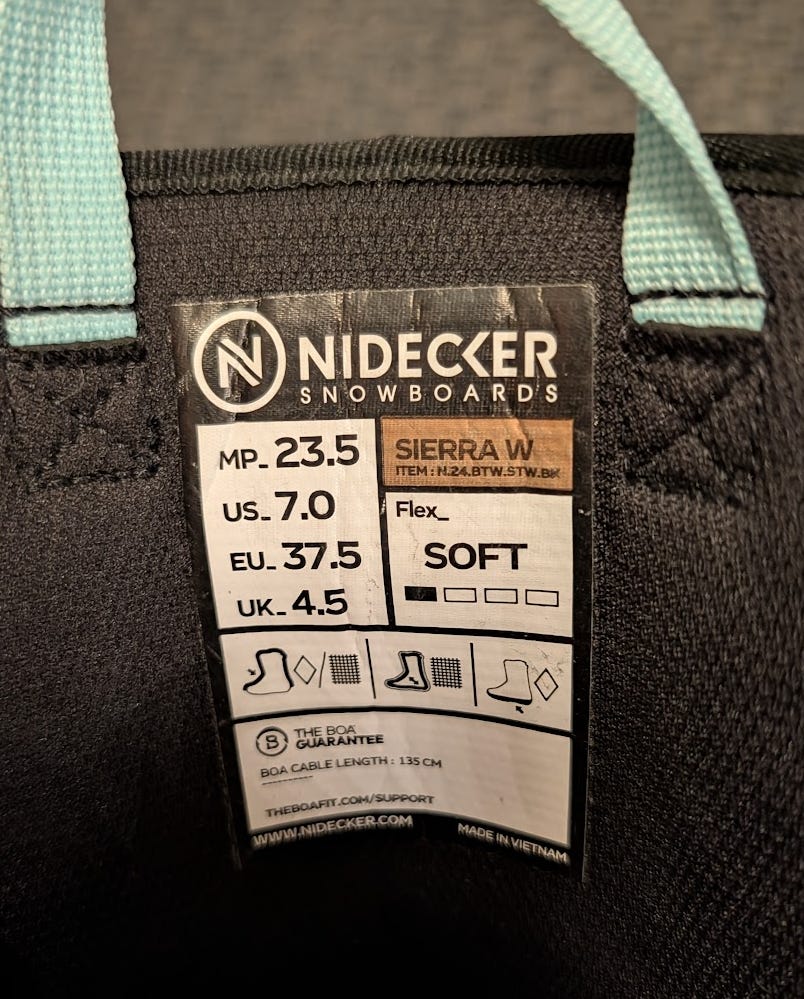 N NIDECKER
SNOWBOARDS
MP_ 23.5
US_ 7.0
EU_ 37.5
UK_ 4.5
SIERRA W
ITEM : N.24.BTW.STW.BK
Flex_
SOFT
B THE BOA
GUARANTEE
BOA CABLE LENGTH : 135 CM
----------
THEBOAFIT.COM/SUPPORT
WWW.NIDECKER.COM
MADE IN VIETNAM